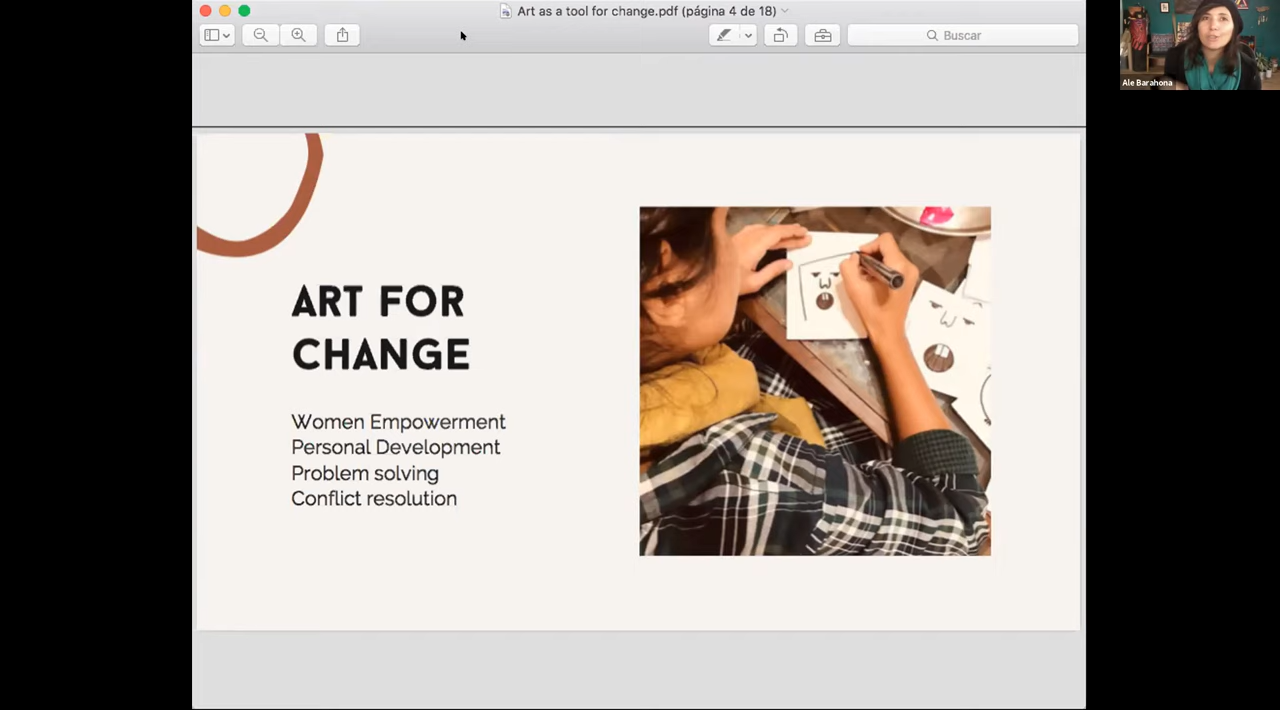 Art as a tool for change.pdf (página 4 de 18)
Buscar
Ale Barahona
ART FOR
CHANGE
Women Empowerment
Personal Development
Problem solving
Conflict resolution